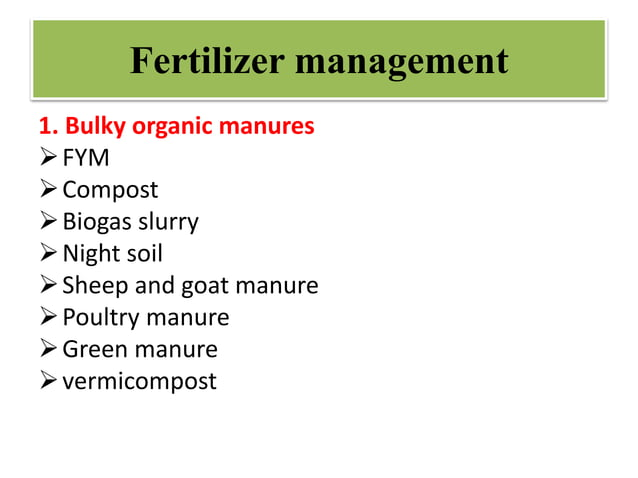 Fertilizer management
1. Bulky organic manures
➢FYM
➢Compost
➢Biogas slurry
➢Night soil
➢Sheep and goat manure
➢Poultry manure
➢Green manure
➢vermicompost